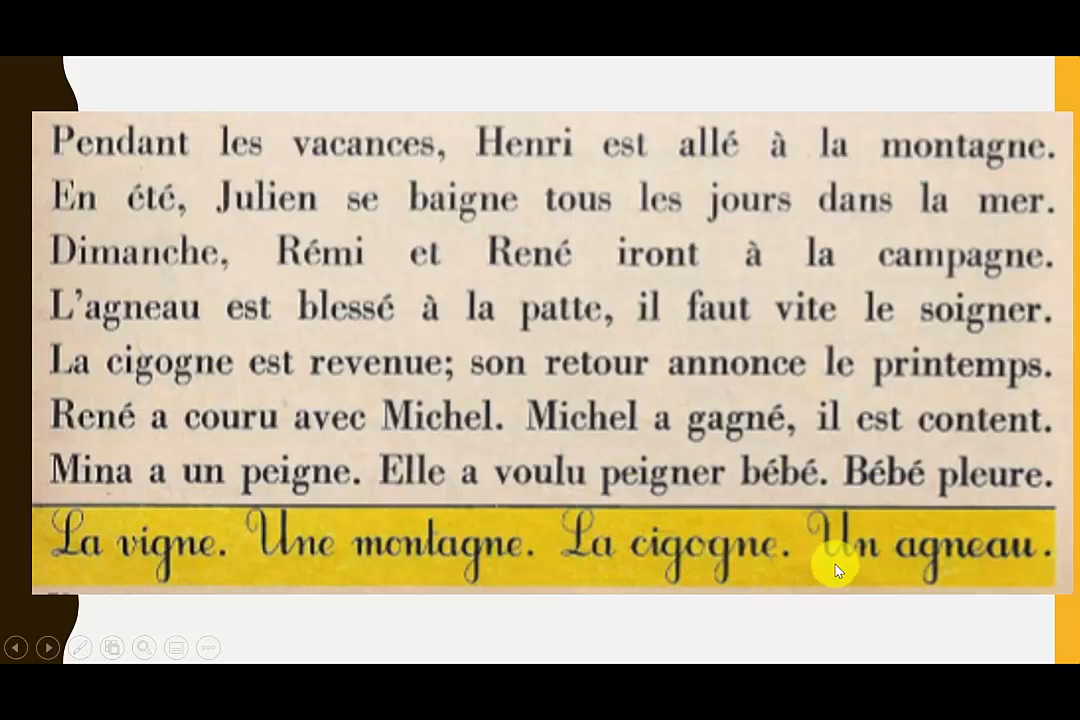 Pendant les vacances, Henri est allé à la montagne.
En été, Julien se baigne tous les jours dans la mer.
Dimanche, Rémi et René iront à la campagne.
L'agneau est blessé à la patte, il faut vite le soigner.
La cigogne est revenue; son retour annonce le printemps.
René a couru avec Michel. Michel a gagné, il est content.
Mina a un peigne. Elle a voulu peigner bébé. Bébé pleure.
La vigne. Une montagne. La cigogne. Un agneau.